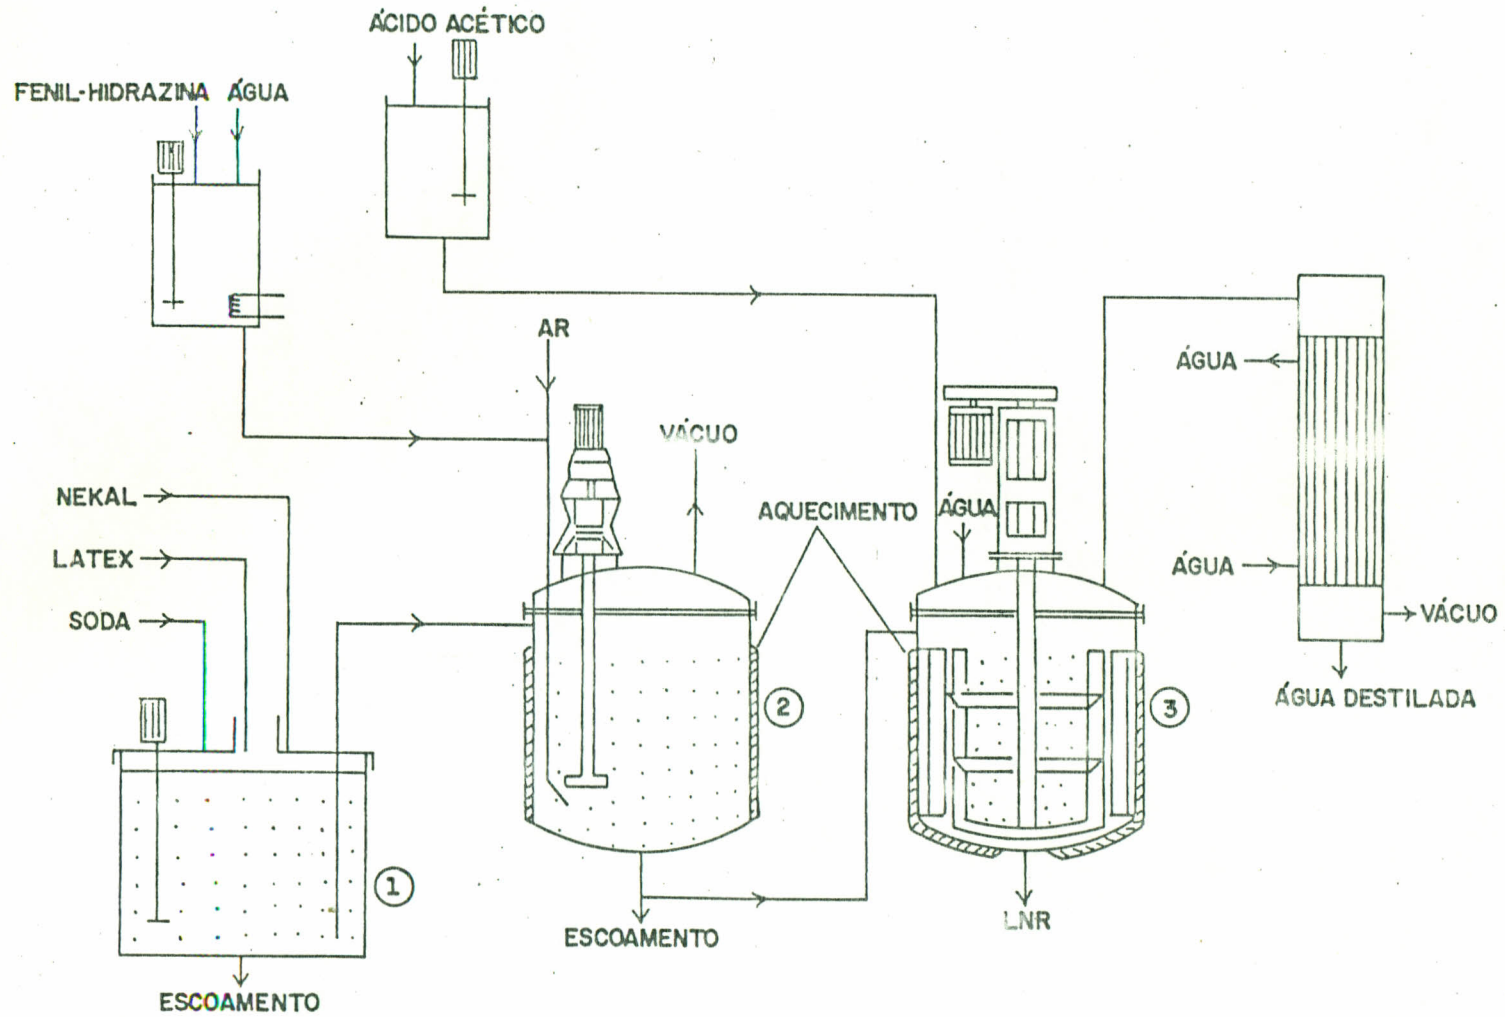 ÁCIDO ACÉTICO
FENIL-HIDRAZINA ÁGUA
AR
VÁCUO
ÁGUA
NEKAL
AQUECIMENTO
ÁGUA
LATEX
ÁGUA
SODA
VÁCUO
ÁGUA DESTILADA
2
3
1
LNR
ESCOAMENTO
ESCOAMENTO